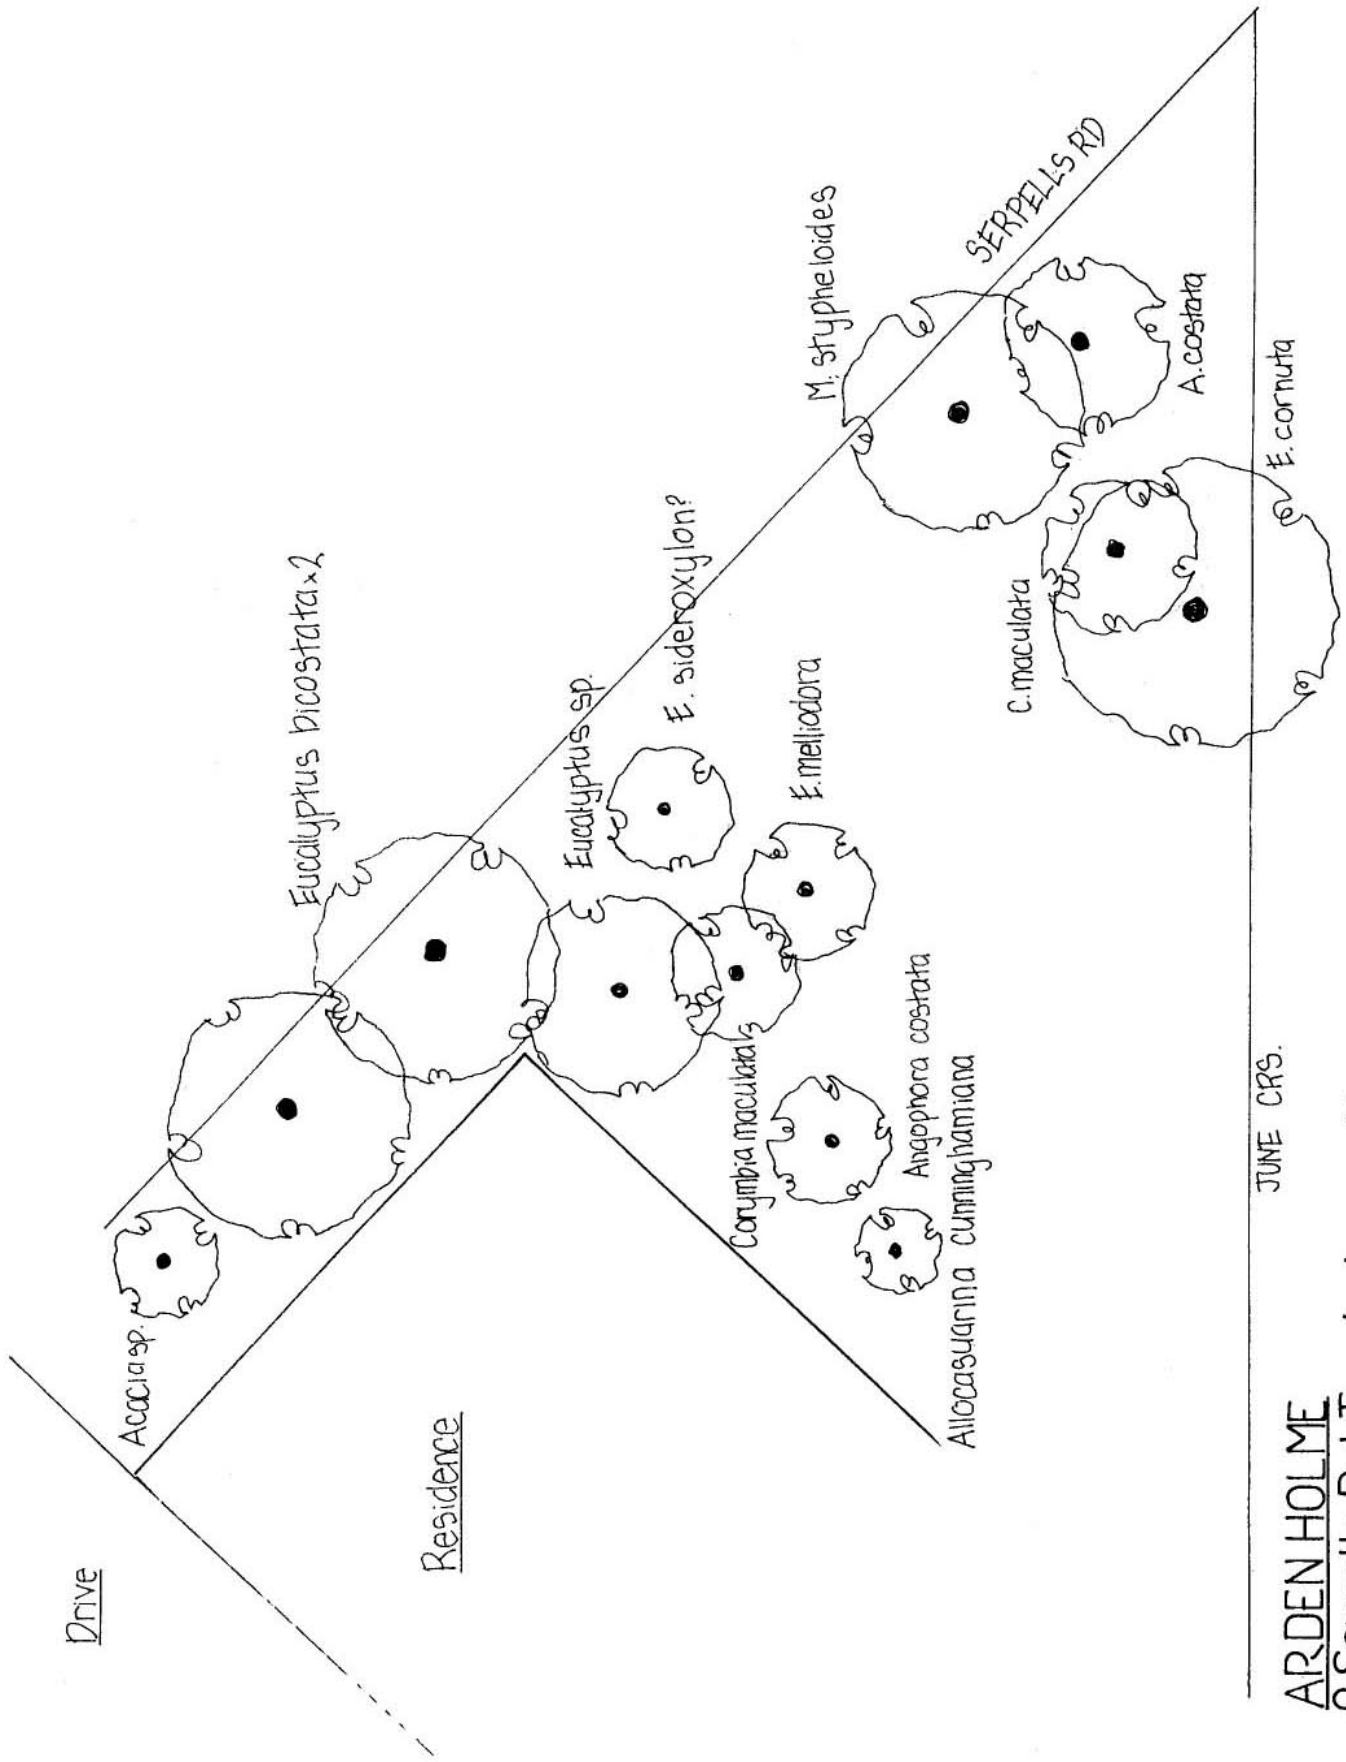 Drive
Residence
Acacia sp.
Eucalyptus bicostata x2
Eucalyptus sp.
E. sideroxylon?
E. melliodora
Corymbia maculata
Angophora costata
Allocasuarina cunninghamiana
M. stypheloides
SERPELLS RD
A. costata
C. maculata
E. cornuta
JUNE CRS.
ARDEN HOLME